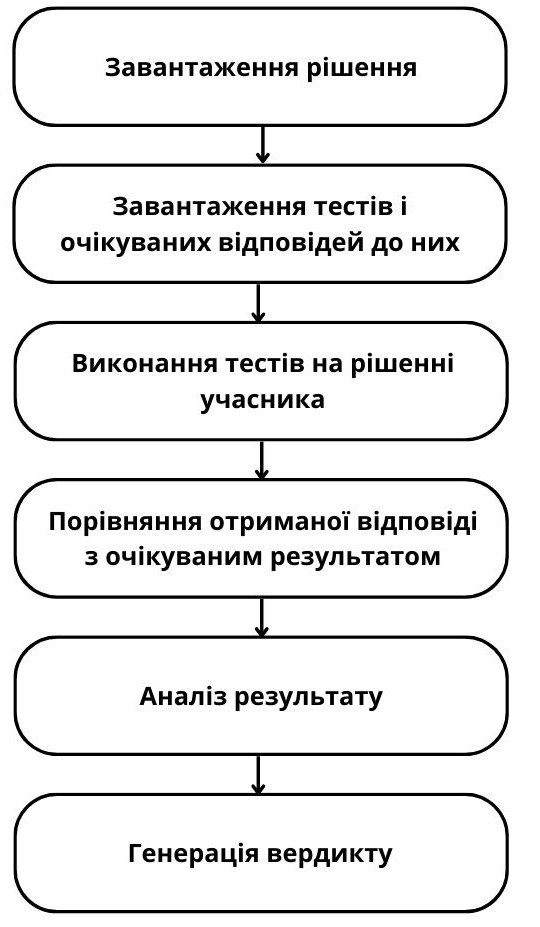 Завантаження рішення
Завантаження тестів і
очікуваних відповідей до них
Виконання тестів на рішенні
учасника
Порівняння отриманої відповіді
з очікуваним результатом
Аналіз результату
Генерація вердикту